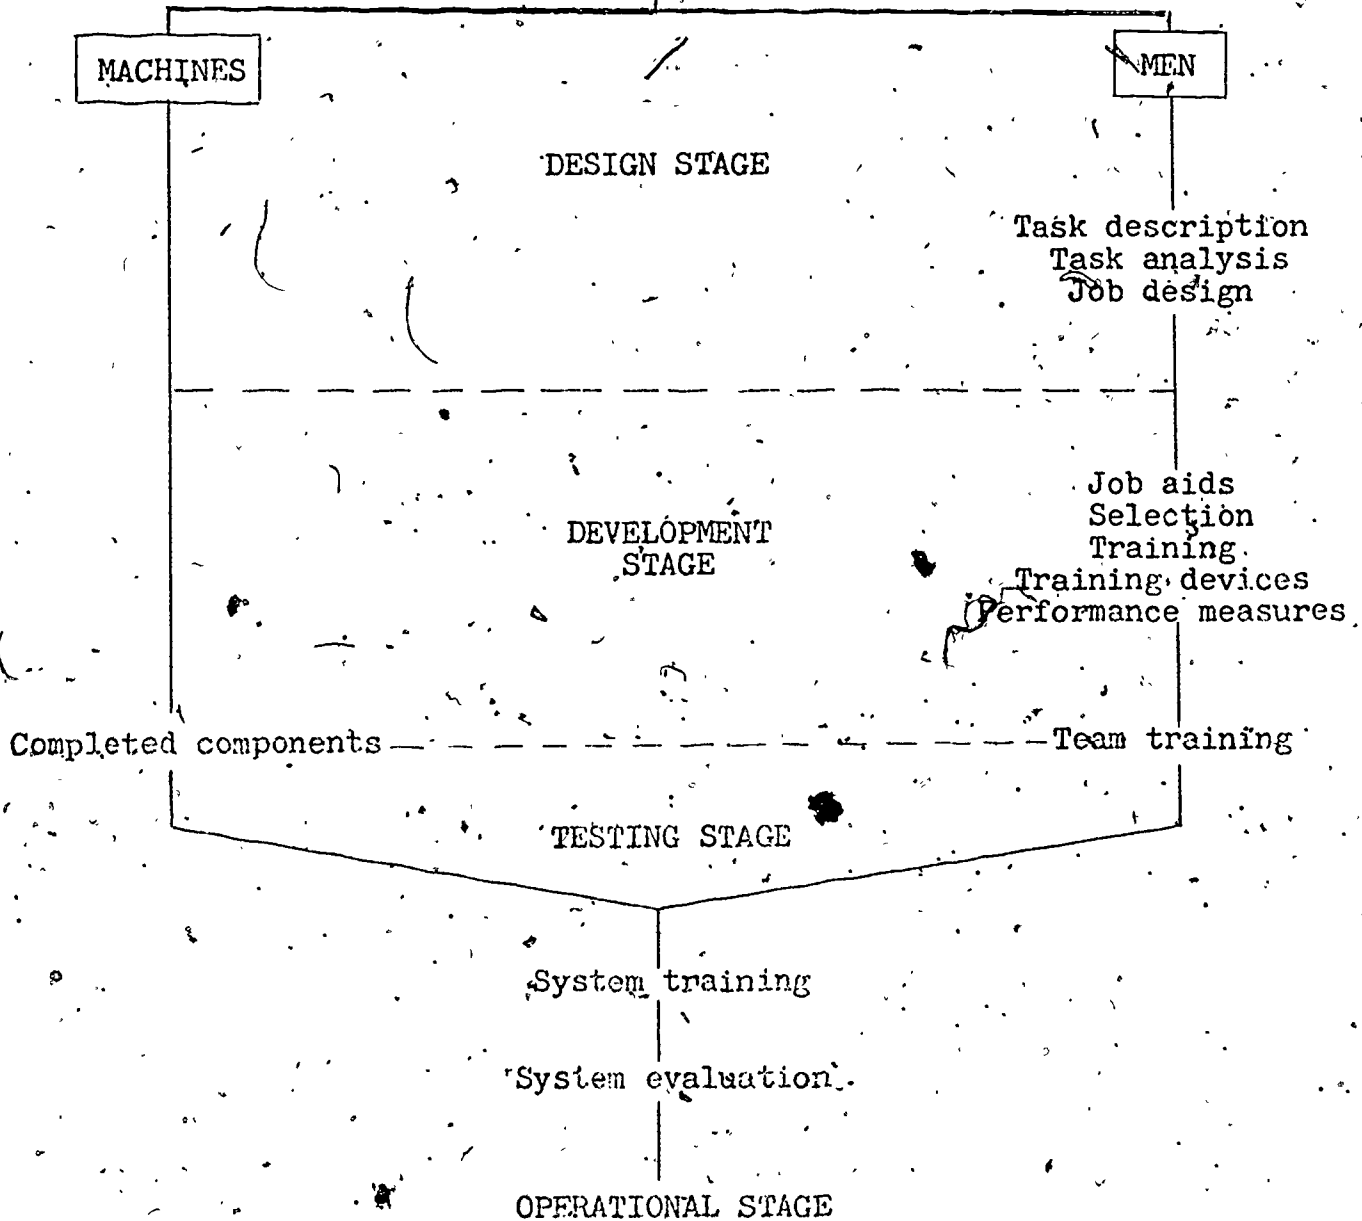 MACHINES
MEN
DESIGN STAGE
Task description
Task analysis
Job design
Job aids
Selection
Training
Training devices
Performance measures
DEVELOPMENT
STAGE
Completed components
Team training
TESTING STAGE
System training
System evaluation
OPERATIONAL STAGE